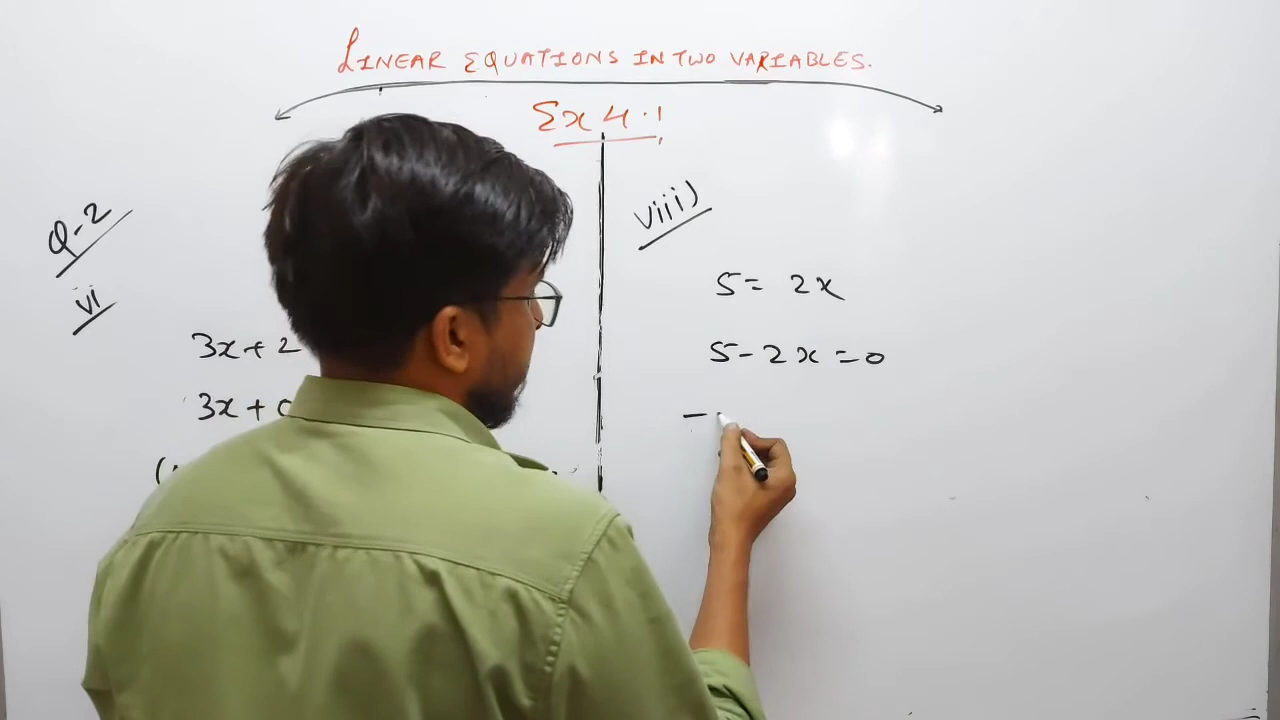 LINEAR EQUATIONS IN TWO VARIABLES.
Ex 4.1
Q-2
vi
3x + 2
3x + 0
viii)
5 = 2x
5 - 2x = 0
-